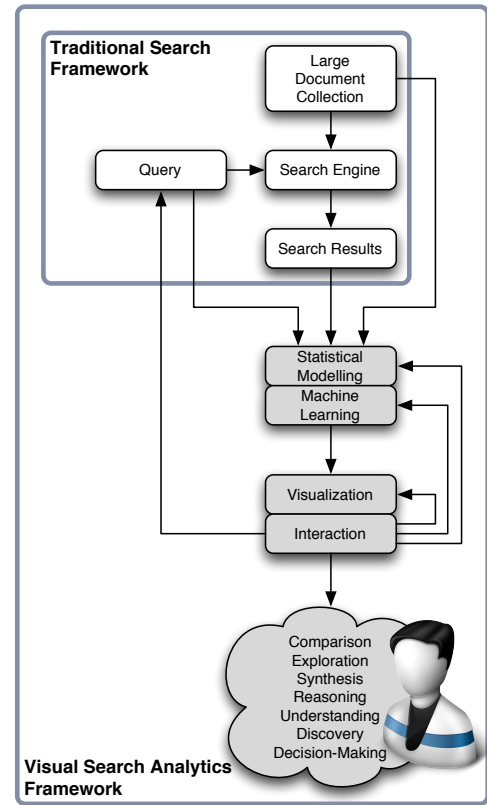 Traditional Search
Framework
Large
Document
Collection
Query
Search Engine
Search Results
Statistical
Modelling
Machine
Learning
Visualization
Interaction
Comparison
Exploration
Synthesis
Reasoning
Understanding
Discovery
Decision-Making
Visual Search Analytics
Framework